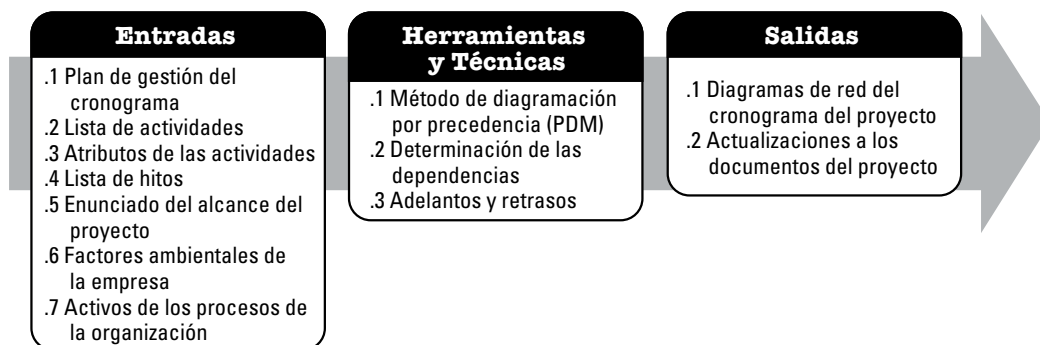 Entradas
.1 Plan de gestión del
cronograma
.2 Lista de actividades
.3 Atributos de las actividades
.4 Lista de hitos
.5 Enunciado del alcance del
proyecto
.6 Factores ambientales de
la empresa
.7 Activos de los procesos de
la organización
Herramientas
y Técnicas
.1 Método de diagramación
por precedencia (PDM)
.2 Determinación de las
dependencias
.3 Adelantos y retrasos
Salidas
.1 Diagramas de red del
cronograma del proyecto
.2 Actualizaciones a los
documentos del proyecto